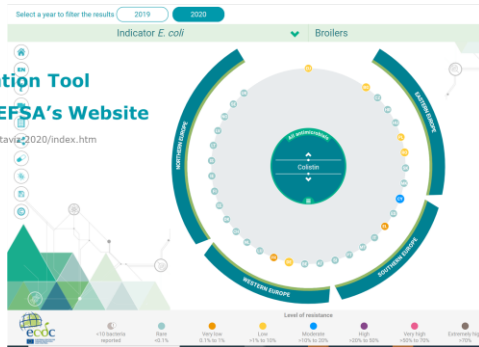 Select a year to filter the results 2019 2020
Indicator E. coli Broilers
tion Tool
EFSA's Website
tavia2020/index.htm
NORTHERN EUROPE
EASTERN EUROPE
SOUTHERN EUROPE
WESTERN EUROPE
All antimicrobials
Colistin
Level of resistance
<10 bacteria reported
Rare <0.1%
Very low 0.1% to 1%
Low >1% to 10%
Moderate >10% to 20%
High >20% to 50%
Very high >50% to 70%
Extremely hig >70%
ecdc